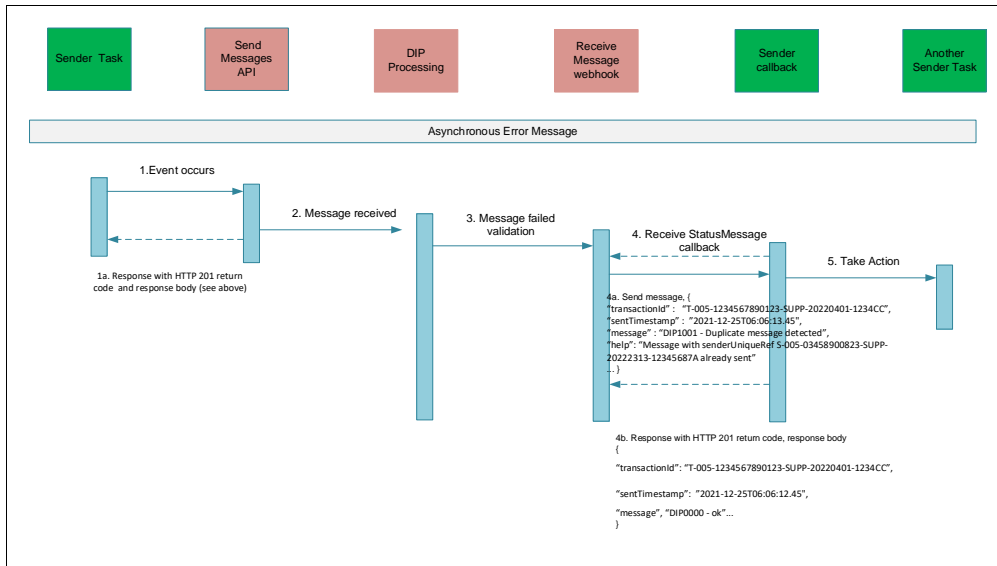 Sender Task
Send
Messages
API
DIP
Processing
Receive
Message
webhook
Sender
callback
Another
Sender Task
Asynchronous Error Message
1.Event occurs
2. Message received
3. Message failed
validation
4. Receive StatusMessage
callback
5. Take Action
1a. Response with HTTP 201 return
code and response body (see above)
4a. Send message, {
“transactionId : “T-005-1234567890123-SUPP-20220401-1234CC”,
“sentTimestamp” : ”2021-12-25T06:06:13.45”,
“message” : “DIP1001 - Duplicate message detected”,
“help”: “Message with senderUniqueRef S-005-03458900823-SUPP-
20222313-12345687A already sent”
... }
4b. Response with HTTP 201 return code, response body
{
“transactionId”: “T-005-1234567890123-SUPP-20220401-1234CC”,
“sentTimestamp”: ”2021-12-25T06:06:12.45”,
“message”, “DIP0000 - ok”...
}